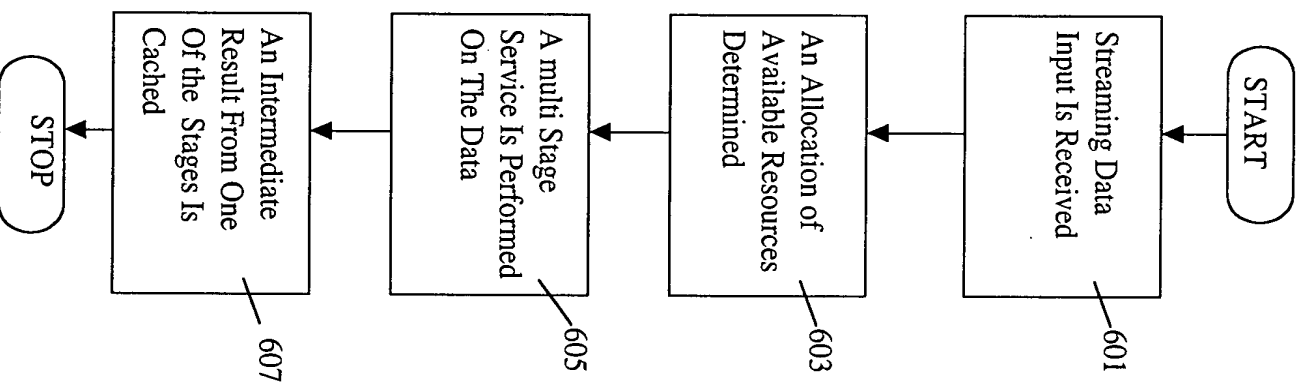 START
Streaming Data
Input Is Received
601
An Allocation of
Available Resources
Determined
603
A multi Stage
Service Is Performed
On The Data
605
An Intermediate
Result From One
Of the Stages Is
Cached
607
STOP